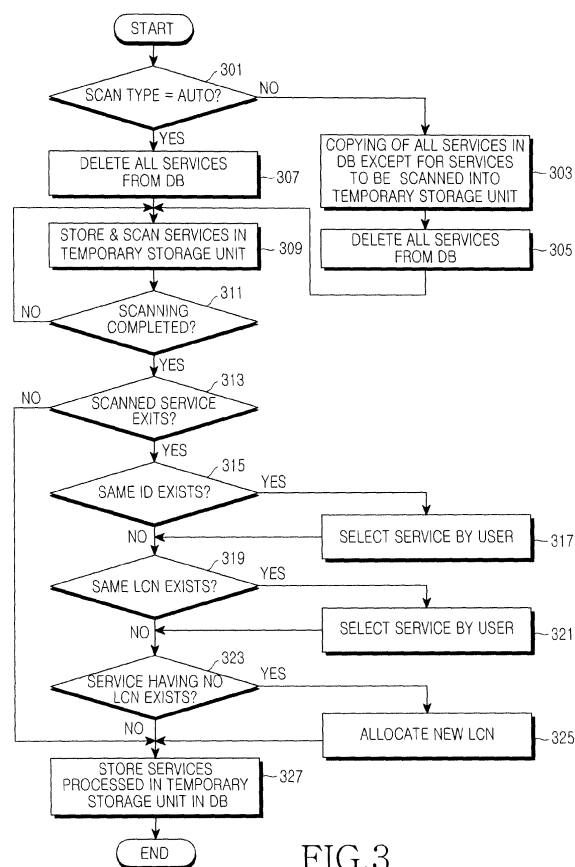 START
301
SCAN TYPE = AUTO?
NO
YES
COPYING OF ALL SERVICES IN
DB EXCEPT FOR SERVICES
TO BE SCANNED INTO
TEMPORARY STORAGE UNIT
303
DELETE ALL SERVICES
FROM DB
307
STORE & SCAN SERVICES IN
TEMPORARY STORAGE UNIT
309
DELETE ALL SERVICES
FROM DB
305
311
NO
SCANNING
COMPLETED?
YES
313
NO
SCANNED SERVICE
EXITS?
YES
315
SAME ID EXISTS?
YES
NO
SELECT SERVICE BY USER
317
319
SAME LCN EXISTS?
YES
NO
SELECT SERVICE BY USER
321
323
SERVICE HAVING NO
LCN EXISTS?
YES
NO
ALLOCATE NEW LCN
325
STORE SERVICES
PROCESSED IN TEMPORARY
STORAGE UNIT IN DB
327
END
FIG.3